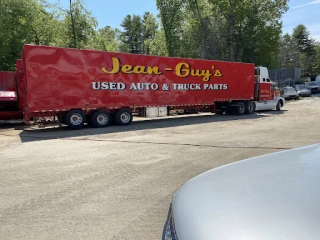 Jean-Guy's
USED AUTO & TRUCK PARTS